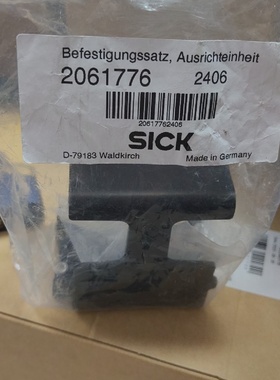 Befestigungssatz, Ausrichteinheit
2061776 2406
20617762406
SICK
D-79183 Waldkirch Made in Germany